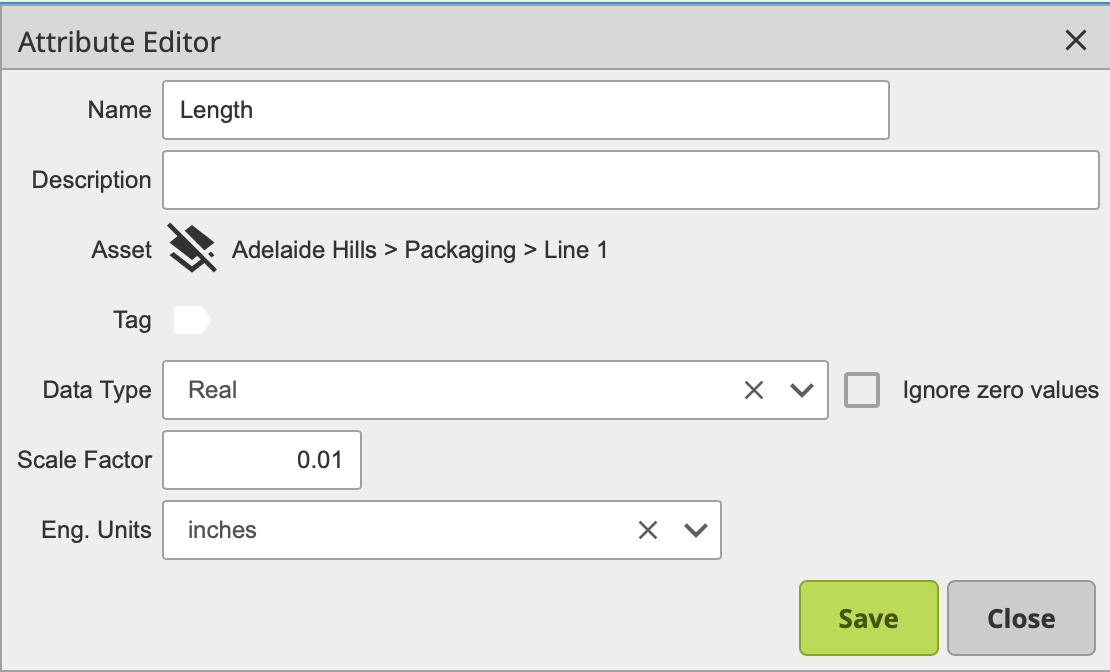 Attribute Editor
Name Length
Description
Asset Adelaide Hills > Packaging > Line 1
Tag
Data Type Real Ignore zero values
Scale Factor 0.01
Eng. Units inches
Save Close